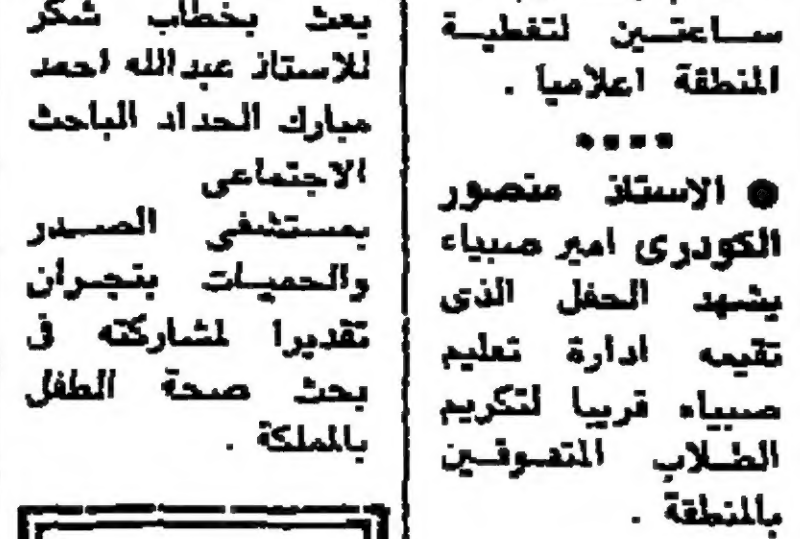 ساعتين لتغطية
المنطقة اعلاميا .
● الاستاذ منصور
الكودرى امير صبياء
يشهد الحفل الذى
تقيمه ادارة تعليم
صبياء قريبا لتكريم
الطلاب المتفوقين
بالمنطقة .
بعث بخطاب شكر
للاستاذ عبدالله احمد
مبارك الحداد الباحث
الاجتماعى
بمستشفى الصدر
والحميات بنجران
تقديرا لمشاركته في
بحث صحة الطفل
بالمملكة .